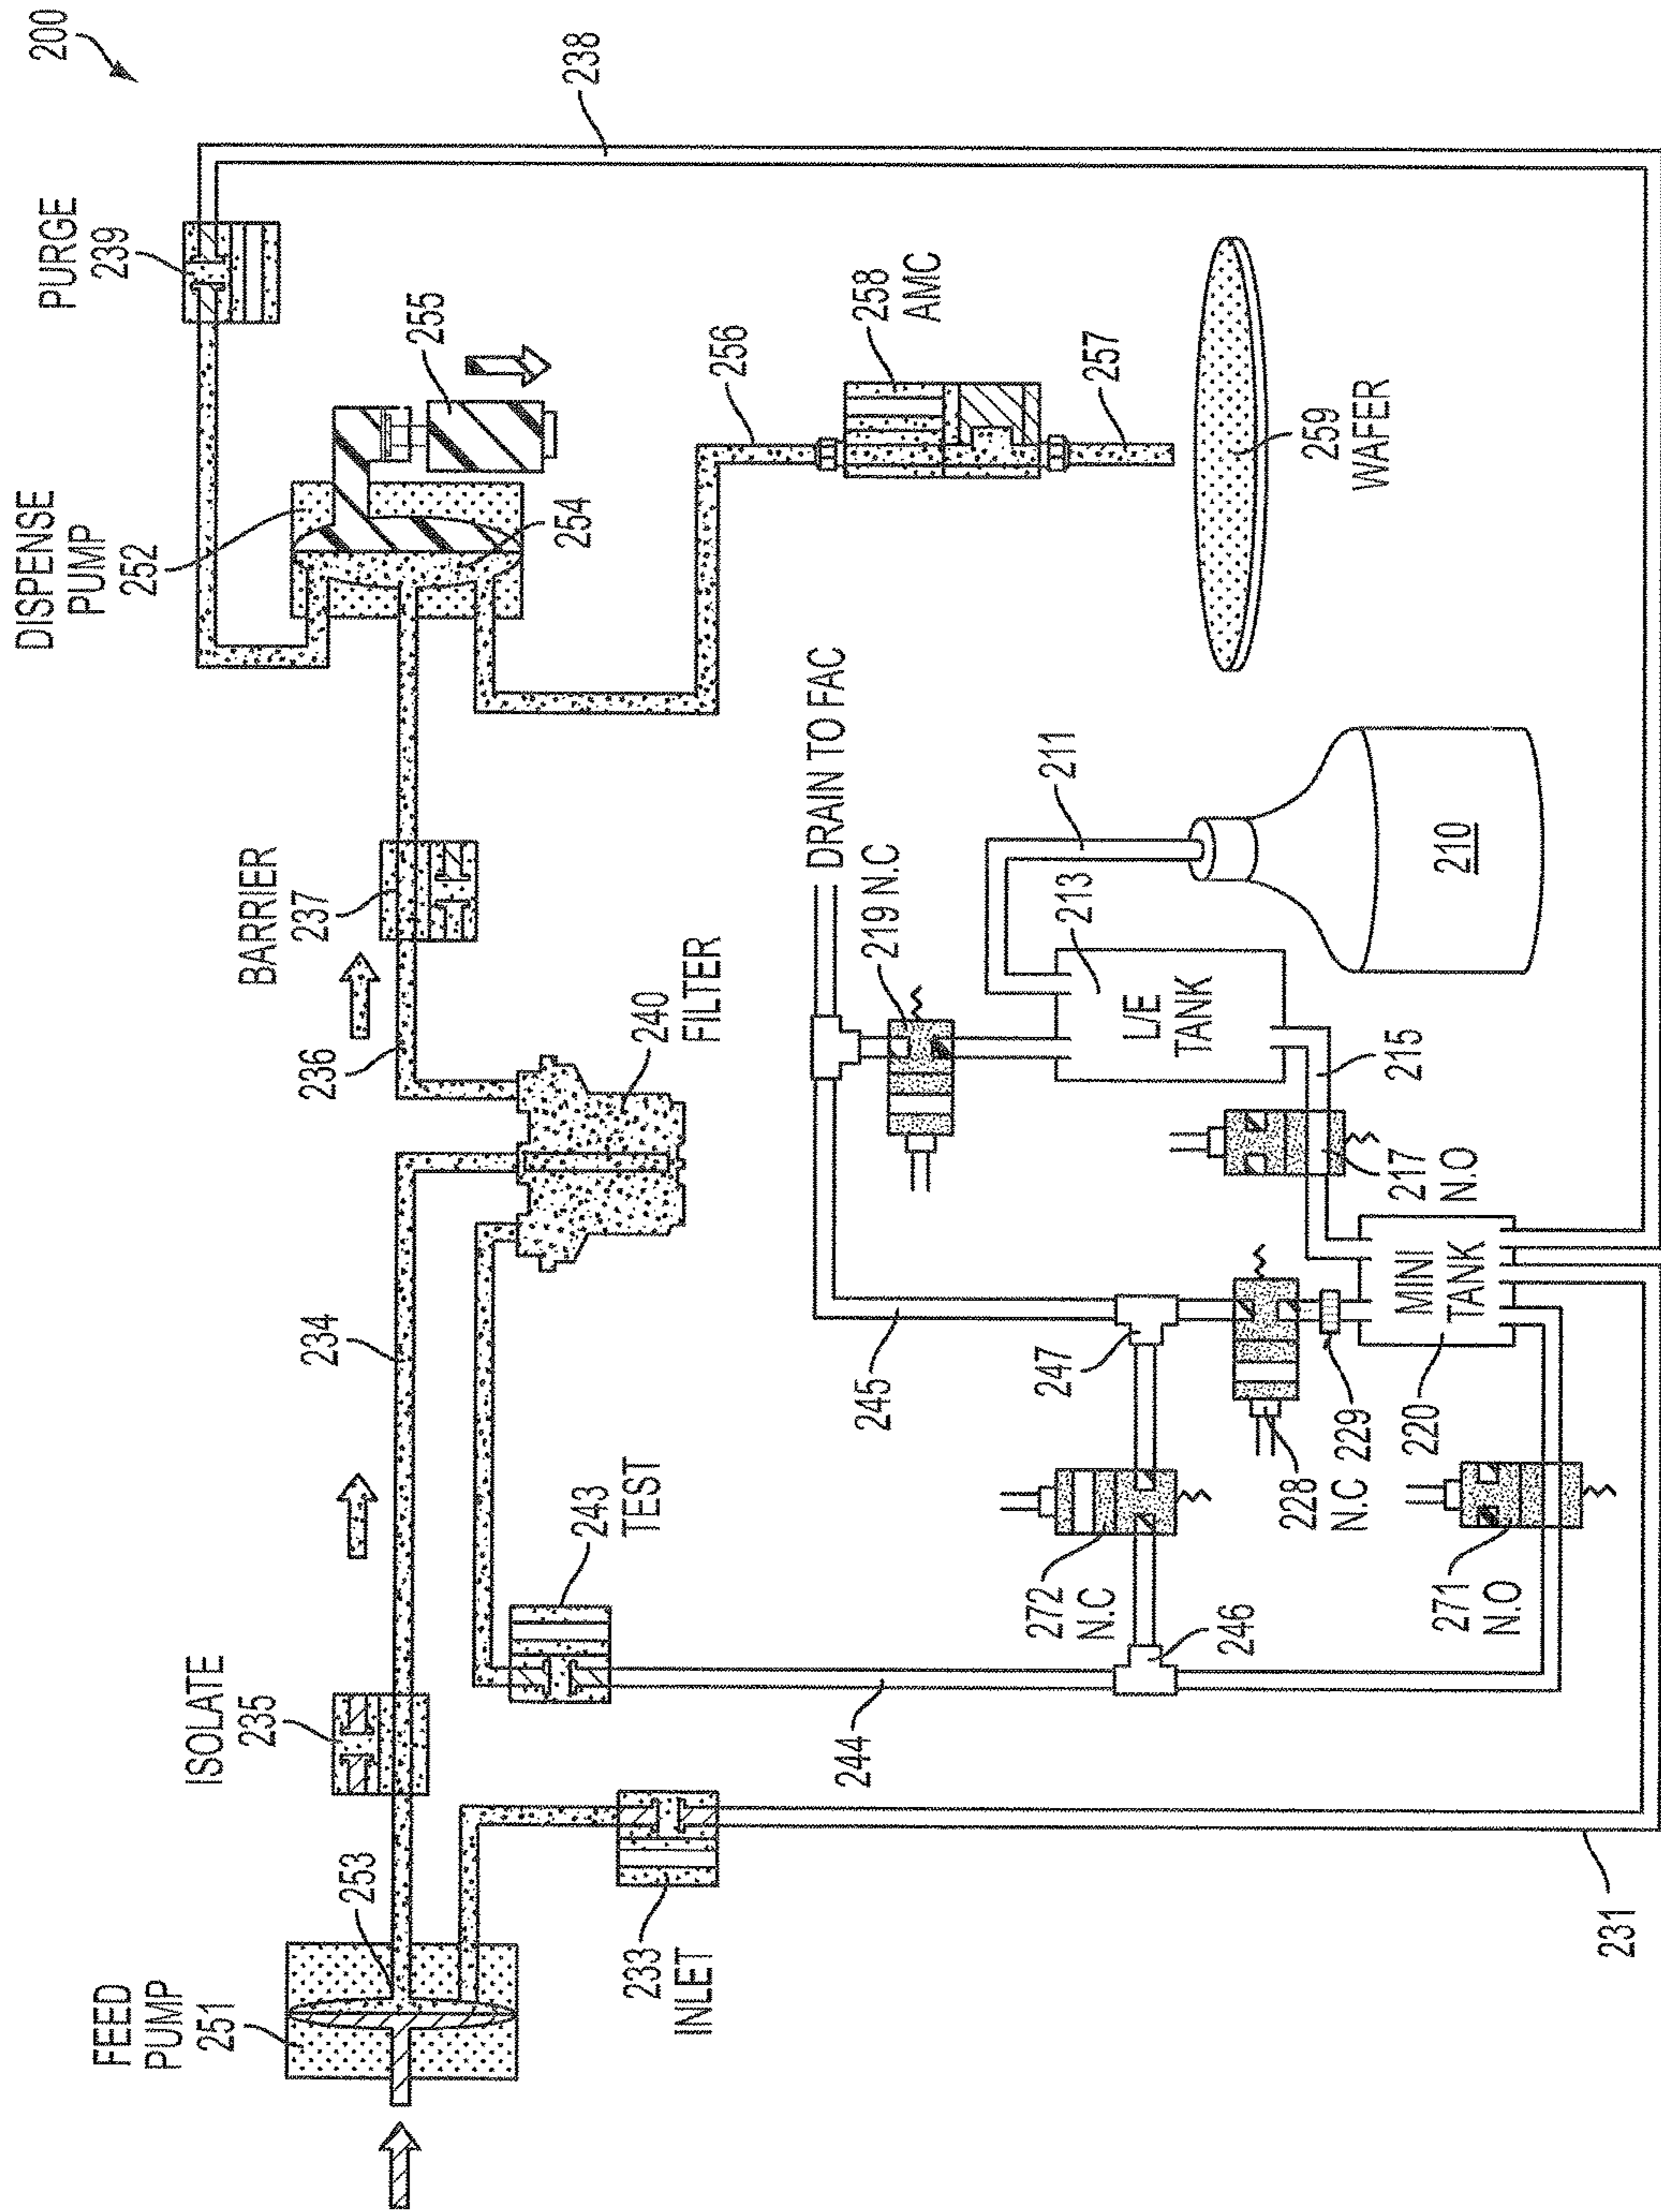 200
PURGE
239
238
DISPENSE
PUMP
252
255
254
256
258
AMC
257
259
WAFER
BARRIER
237
236
240
FILTER
234
ISOLATE
235
243
TEST
FEED
PUMP
251
253
233
INLET
231
244
245
246
247
272
N.C
228
N.C
229
220
MINI
TANK
271
N.O
217
N.O
215
219 N.C
DRAIN TO FAC
213
L/E
TANK
211
210